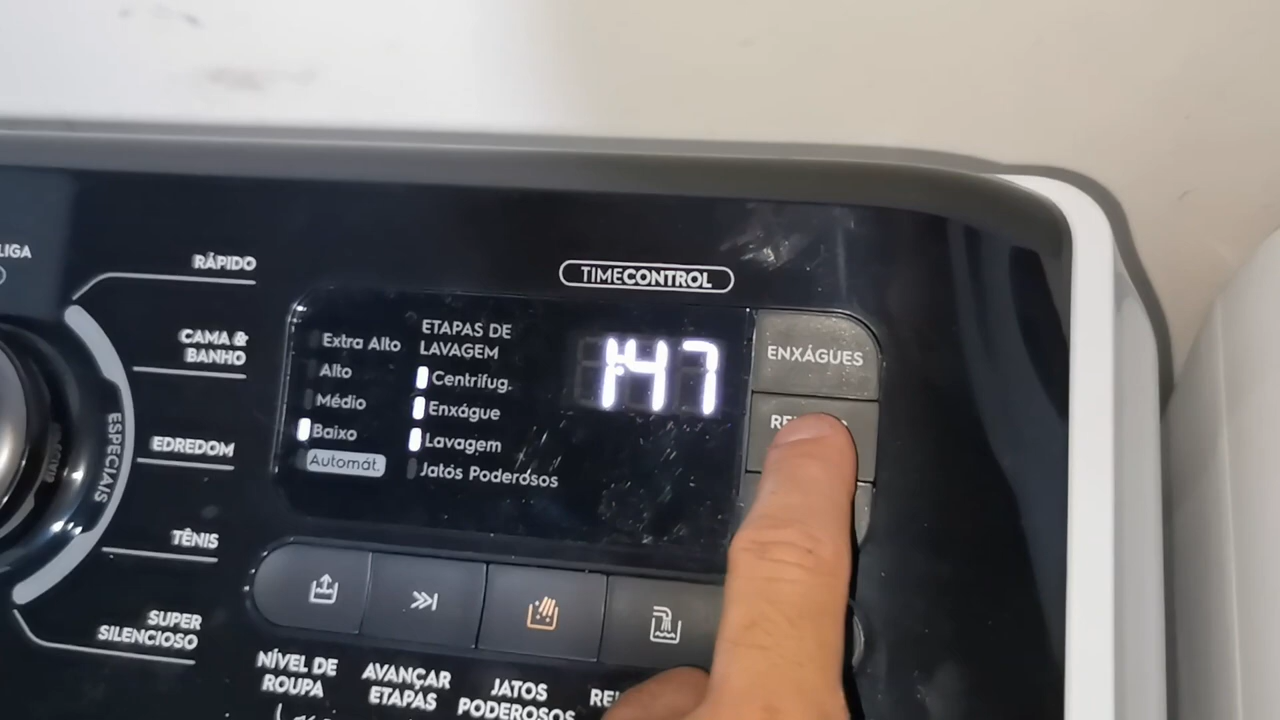 LIGA
RÁPIDO
CAMA &
BANHO
EDREDOM
TÊNIS
SUPER
SILENCIOSO
ESPECIAIS
TIMECONTROL
Extra Alto
Alto
Médio
Baixo
Automát.
ETAPAS DE
LAVAGEM
Centrifug.
Enxágue
Lavagem
Jatos Poderosos
1:47
ENXÁGUES
NÍVEL DE
ROUPA
AVANÇAR
ETAPAS
JATOS
PODEROSOS